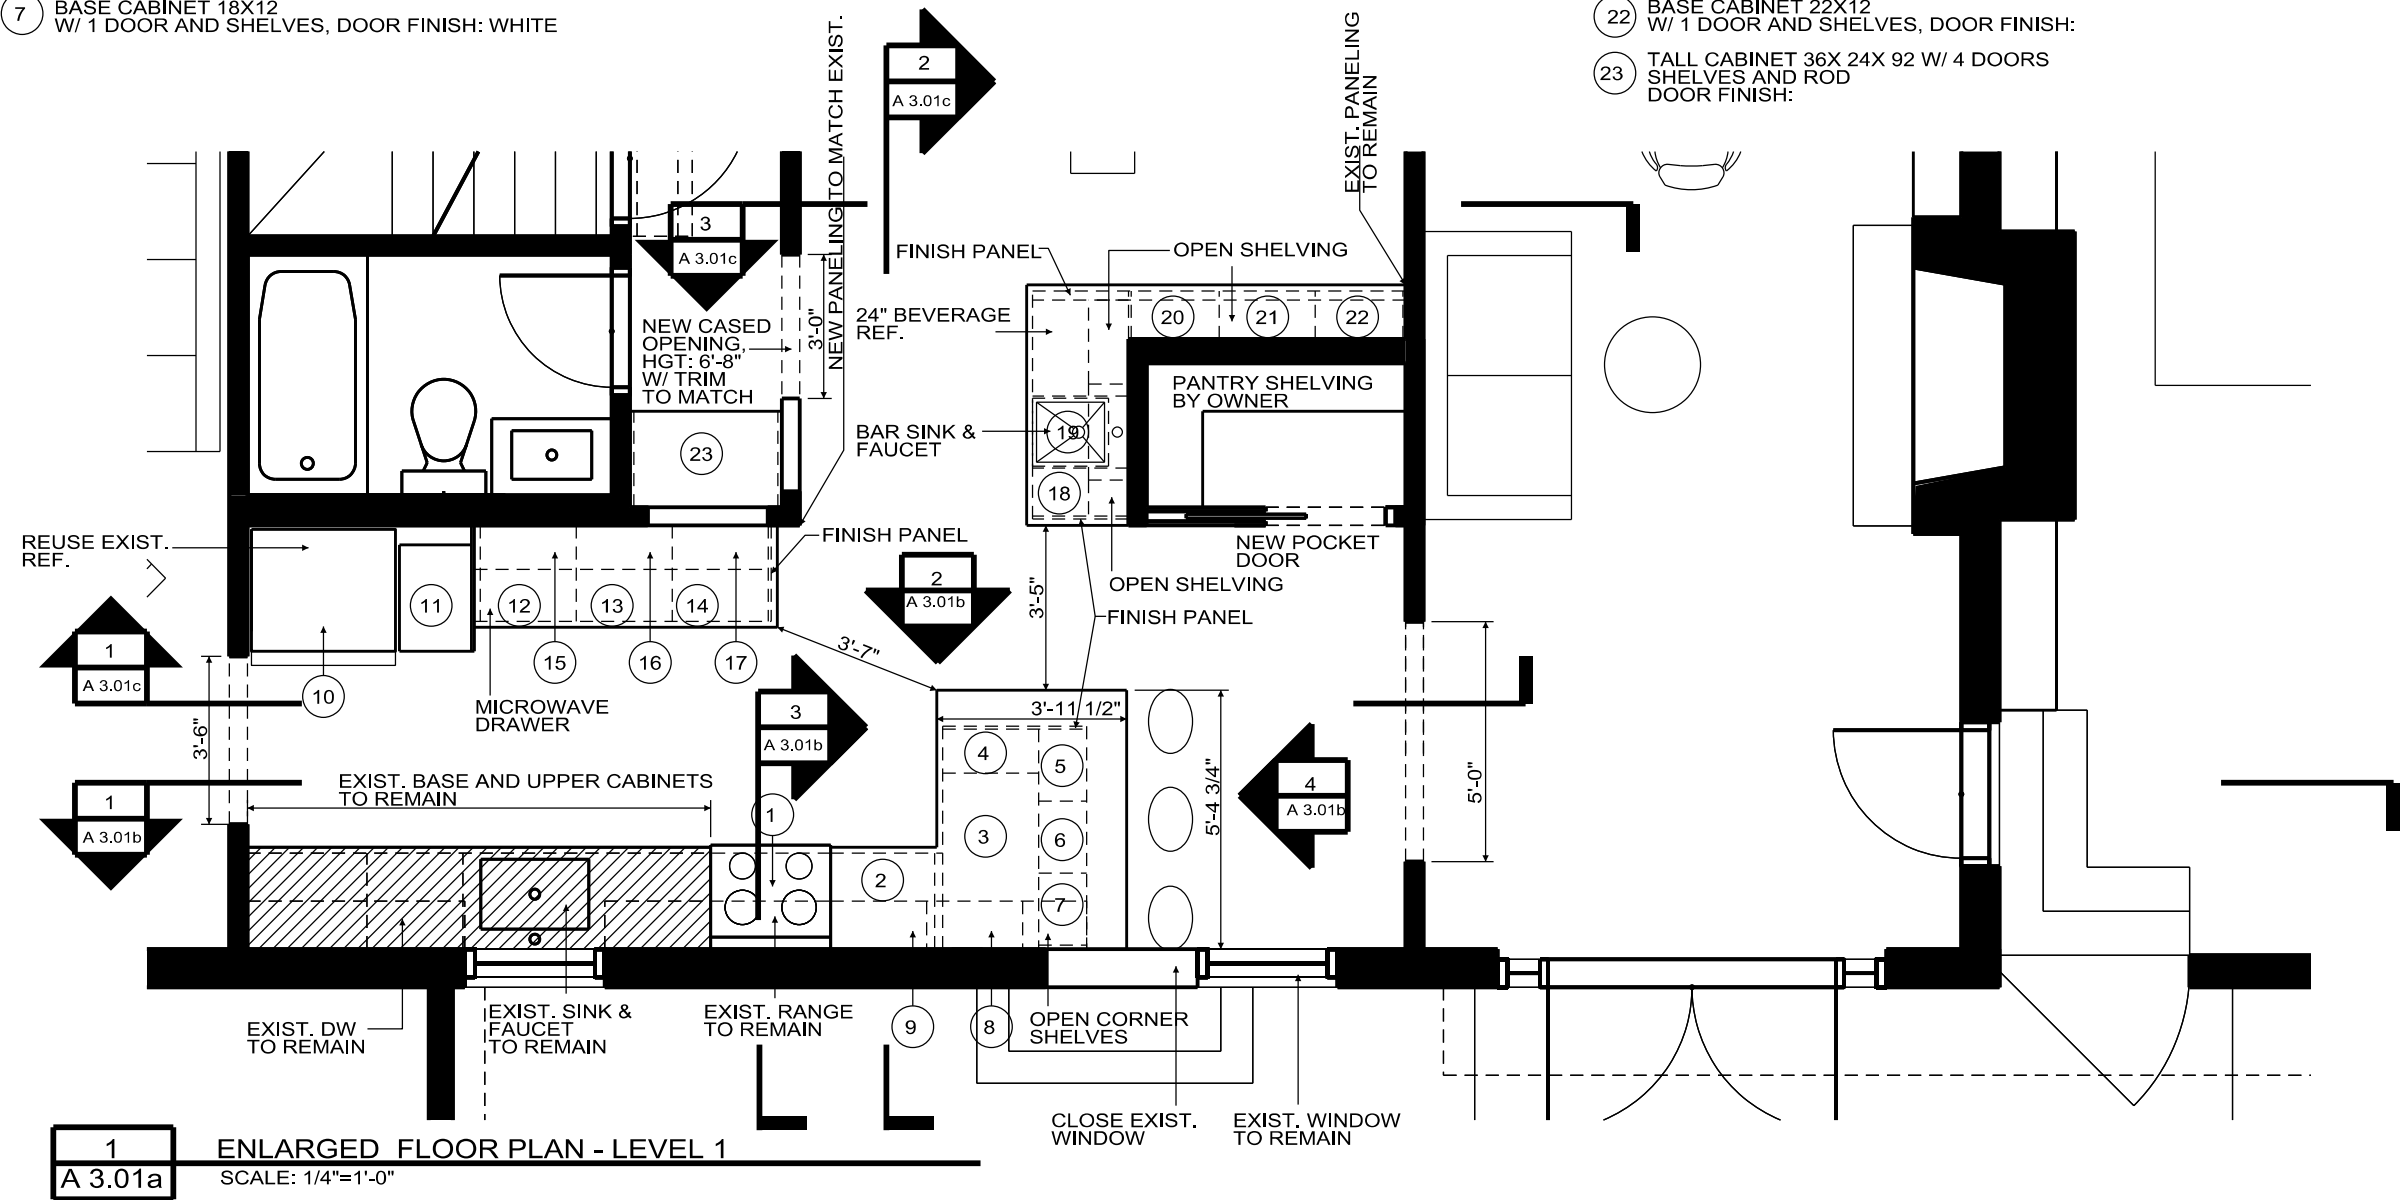 7 BASE CABINET 18X12
W/ 1 DOOR AND SHELVES, DOOR FINISH: WHITE
22 BASE CABINET 22X12
W/ 1 DOOR AND SHELVES, DOOR FINISH:
23 TALL CABINET 36X 24X 92 W/ 4 DOORS
SHELVES AND ROD
DOOR FINISH:
NEW PANELING TO MATCH EXIST.
2
A 3.01c
EXIST. PANELING
TO REMAIN
3
A 3.01c
FINISH PANEL
OPEN SHELVING
24" BEVERAGE
REF.
20
21
22
NEW CASED
OPENING,
HGT: 6'-8"
W/ TRIM
TO MATCH
3'-0"
PANTRY SHELVING
BY OWNER
BAR SINK &
FAUCET
19
23
18
REUSE EXIST.
REF.
FINISH PANEL
NEW POCKET
DOOR
OPEN SHELVING
11
12
13
14
2
A 3.01b
3'-5"
FINISH PANEL
1
A 3.01c
15
16
17
3'-7"
10
MICROWAVE
DRAWER
3
A 3.01b
3'-11 1/2"
3'-6"
4
5
5'-4 3/4"
4
A 3.01b
5'-0"
EXIST. BASE AND UPPER CABINETS
TO REMAIN
1
A 3.01b
1
3
6
2
7
EXIST. DW
TO REMAIN
EXIST. SINK &
FAUCET
TO REMAIN
EXIST. RANGE
TO REMAIN
9
8
OPEN CORNER
SHELVES
CLOSE EXIST.
WINDOW
EXIST. WINDOW
TO REMAIN
1
A 3.01a
ENLARGED FLOOR PLAN - LEVEL 1
SCALE: 1/4"=1'-0"